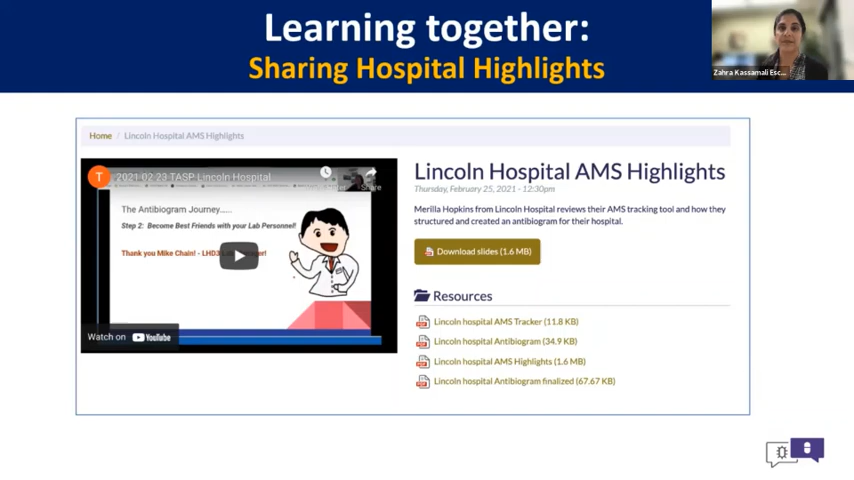 Learning together:
Sharing Hospital Highlights
Zahra Kassamali Esc...
Home / Lincoln Hospital AMS Highlights
T
2021 02 23 TASP Lincoln Hospital
Share
The Antibiogram Journey.....
Step 2: Become Best Friends with your Lab Personnel!
Thank you Mike Chain! - LHD3
Watch on YouTube
Lincoln Hospital AMS Highlights
Thursday, February 25, 2021 - 12:30pm
Merilla Hopkins from Lincoln Hospital reviews their AMS tracking tool and how they
structured and created an antibiogram for their hospital.
Download slides (1.6 MB)
Resources
Lincoln hospital AMS Tracker (11.8 KB)
Lincoln hospital Antibiogram (34.9 KB)
Lincoln hospital AMS Highlights (1.6 MB)
Lincoln hospital Antibiogram finalized (67.67 KB)